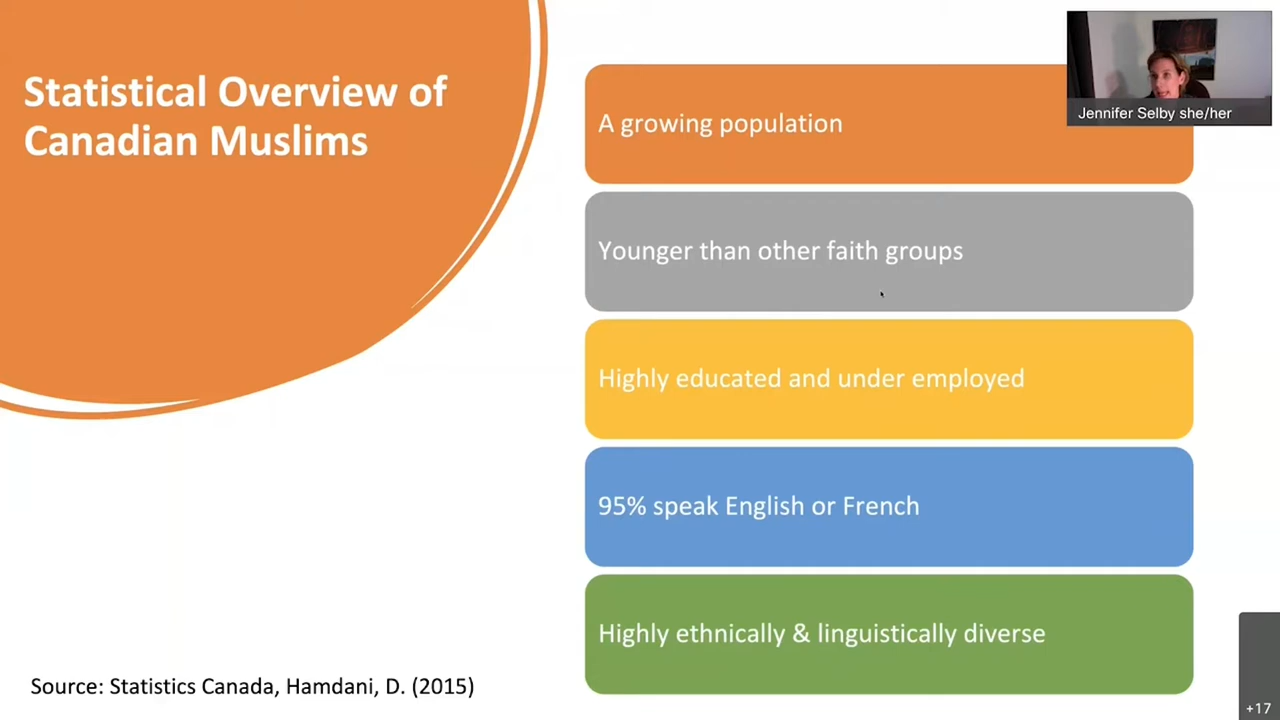 Statistical Overview of
Canadian Muslims
Jennifer Selby she/her
A growing population
Younger than other faith groups
Highly educated and under employed
95% speak English or French
Highly ethnically & linguistically diverse
Source: Statistics Canada, Hamdani, D. (2015)
+17